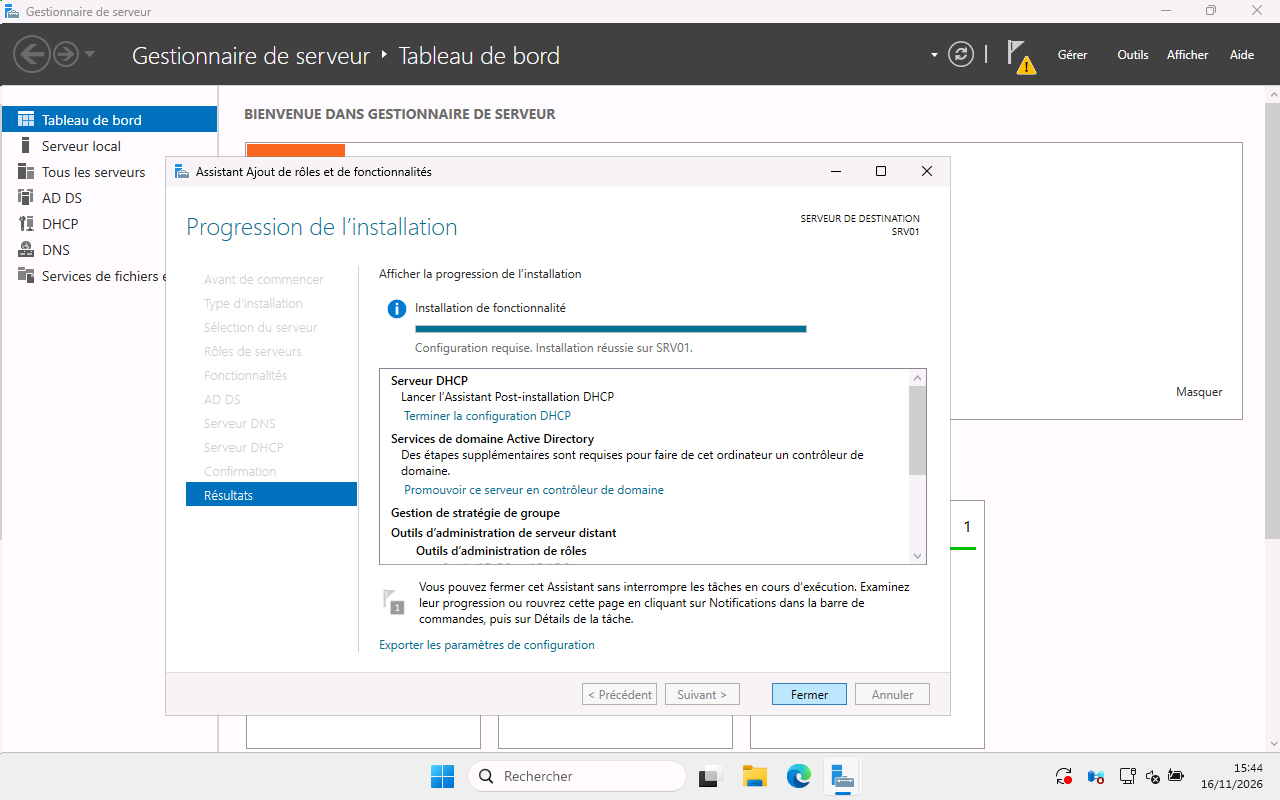 Gestionnaire de serveur
Gestionnaire de serveur ‣ Tableau de bord
Gérer
Outils
Afficher
Aide
Tableau de bord
Serveur local
Tous les serveurs
AD DS
DHCP
DNS
Services de fichiers
BIENVENUE DANS GESTIONNAIRE DE SERVEUR
Masquer
1
Assistant Ajout de rôles et de fonctionnalités
Progression de l’installation
SERVEUR DE DESTINATION
SRV01
Avant de commencer
Type d'installation
Sélection du serveur
Rôles de serveurs
Fonctionnalités
AD DS
Serveur DNS
Serveur DHCP
Confirmation
Résultats
Afficher la progression de l’installation
Installation de fonctionnalité
Configuration requise. Installation réussie sur SRV01.
Serveur DHCP
Lancer l’Assistant Post-installation DHCP
Terminer la configuration DHCP
Services de domaine Active Directory
Des étapes supplémentaires sont requises pour faire de cet ordinateur un contrôleur de
domaine.
Promouvoir ce serveur en contrôleur de domaine
Gestion de stratégie de groupe
Outils d’administration de serveur distant
Outils d’administration de rôles
1
Vous pouvez fermer cet Assistant sans interrompre les tâches en cours d’exécution. Examinez
leur progression ou rouvrez cette page en cliquant sur Notifications dans la barre de
commandes, puis sur Détails de la tâche.
Exporter les paramètres de configuration
< Précédent
Suivant >
Fermer
Annuler
Rechercher
15:44
16/11/2026